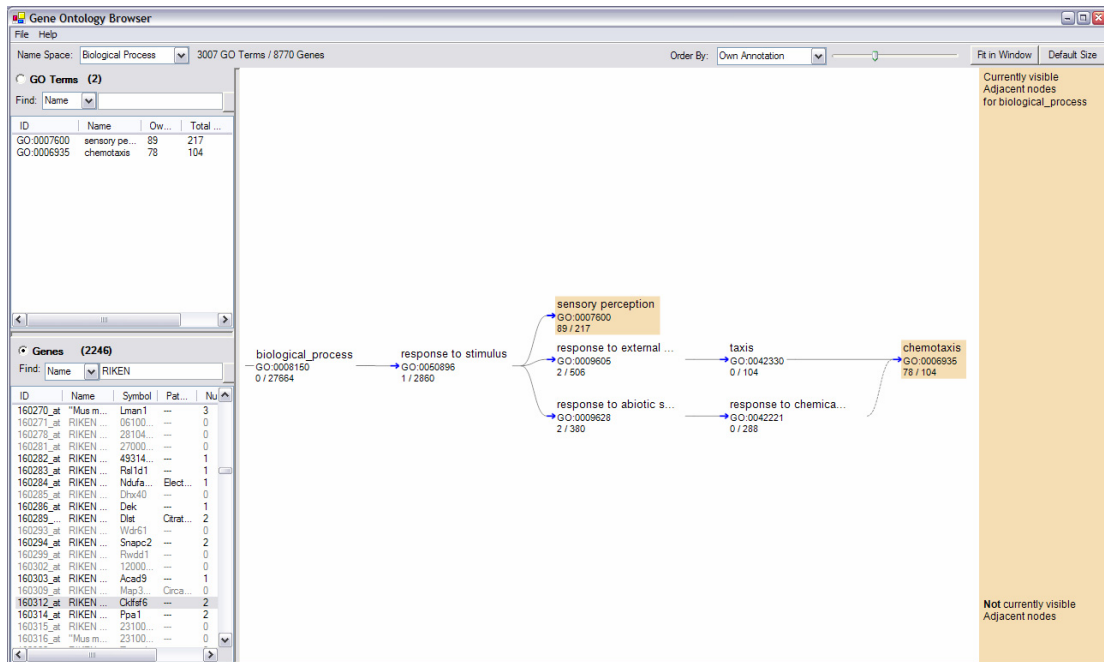 Gene Ontology Browser
File Help
Name Space: Biological Process 3007 GO Terms / 8770 Genes Order By: Own Annotation Fit in Window Default Size
GO Terms (2)
Find: Name
ID Name Ow... Total ...
GO:0007600 sensory pe... 89 217
GO:0006935 chemotaxis 78 104
Genes (2246)
Find: Name RIKEN
ID Name Symbol Pat... Nu
160270_at "Mus m... Lman1 --- 3
160271_at RIKEN ... 06100... --- 0
160278_at RIKEN ... 28104... --- 0
160281_at RIKEN ... 27000... --- 0
160282_at RIKEN ... 49314... --- 1
160283_at RIKEN ... Rsl1d1 --- 1
160284_at RIKEN ... Ndufa... Elect... 1
160285_at RIKEN ... Dhx40 --- 0
160286_at RIKEN ... Dek --- 1
160289_... RIKEN ... Dlst Citrat... 2
160293_at RIKEN ... Wdr61 --- 0
160294_at RIKEN ... Snapc2 --- 2
160299_at RIKEN ... Rwdd1 --- 0
160302_at RIKEN ... 12000... --- 0
160303_at RIKEN ... Acad9 --- 1
160309_at RIKEN ... Map3... Circa... 0
160312_at RIKEN ... Cklfsf6 --- 2
160314_at RIKEN ... Ppa1 --- 2
160315_at RIKEN ... 23100... --- 0
160316_at "Mus m... 23100... --- 0
biological_process
GO:0008150
0 / 27664
response to stimulus
GO:0050896
1 / 2860
sensory perception
GO:0007600
89 / 217
response to external ...
GO:0009605
2 / 506
response to abiotic s...
GO:0009628
2 / 380
taxis
GO:0042330
0 / 104
response to chemica...
GO:0042221
0 / 288
chemotaxis
GO:0006935
78 / 104
Currently visible
Adjacent nodes
for biological_process
Not currently visible
Adjacent nodes